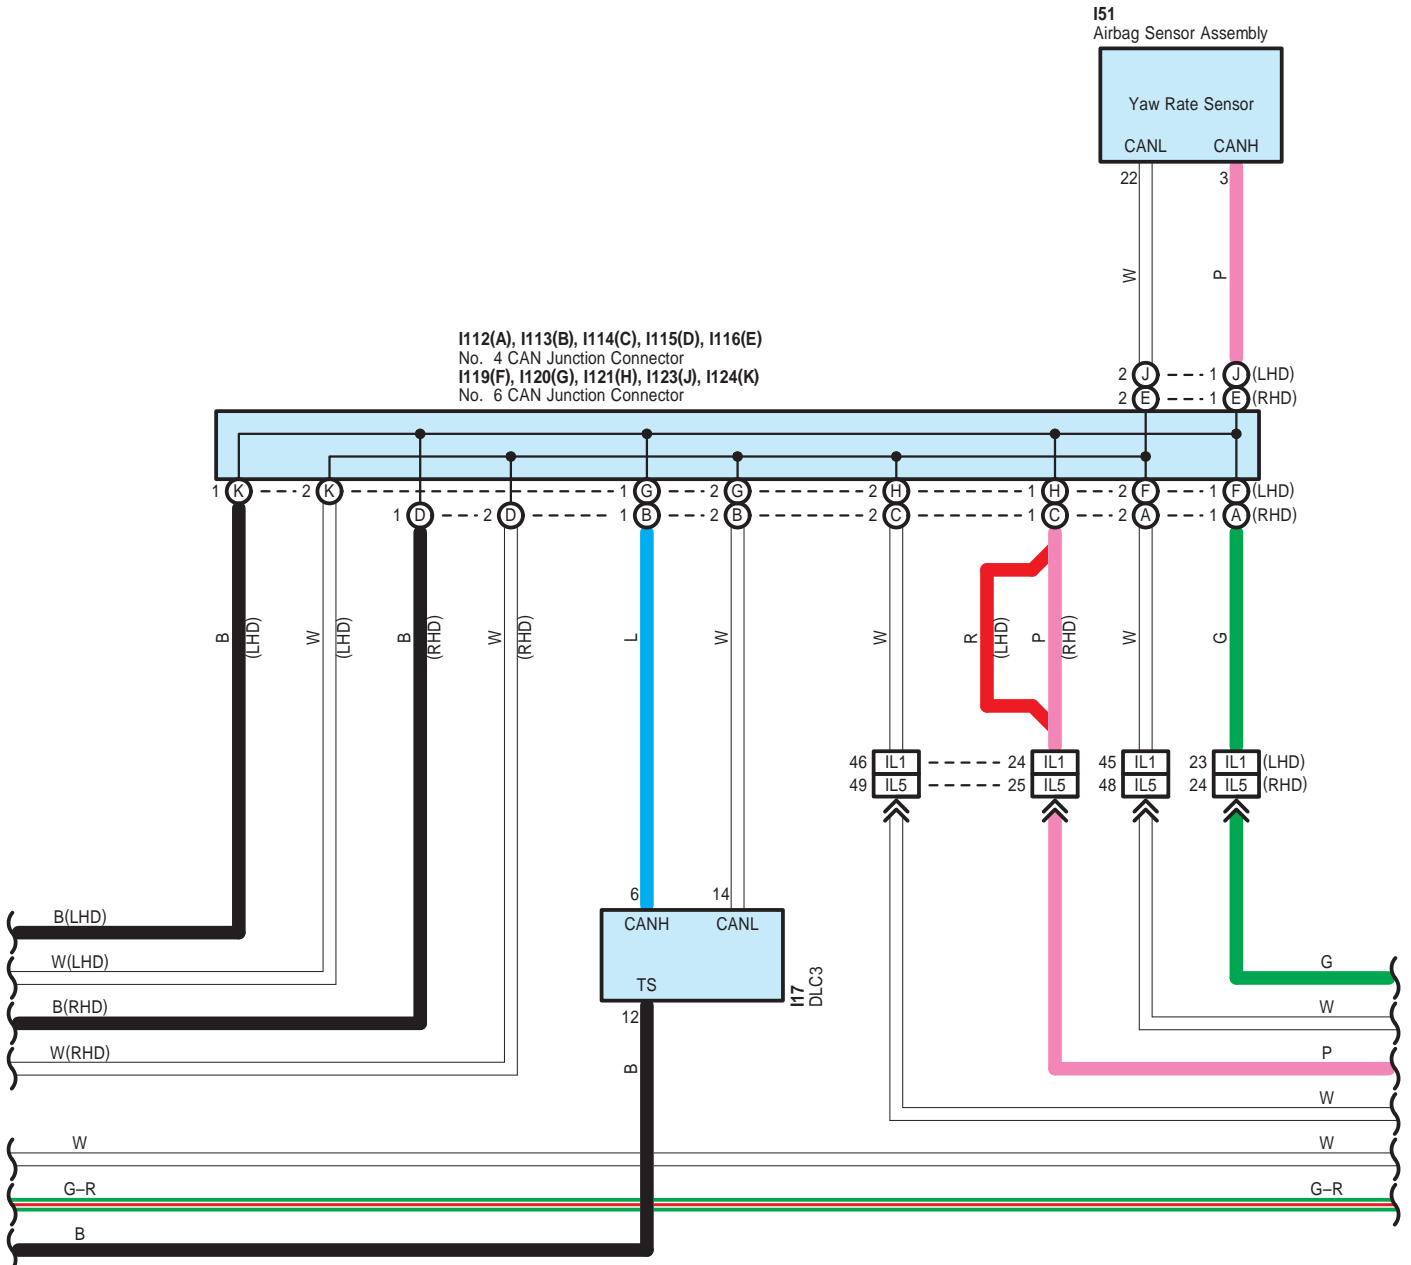 I51
Airbag Sensor Assembly
Yaw Rate Sensor
CANL CANH
22 3
W P
I112(A), I113(B), I114(C), I115(D), I116(E)
No. 4 CAN Junction Connector
I119(F), I120(G), I121(H), I123(J), I124(K)
No. 6 CAN Junction Connector
2 J 1 J (LHD)
2 E 1 E (RHD)
1 K 2 K 1 G 2 G 2 H 1 H 2 F 1 F (LHD)
1 D 2 D 1 B 2 B 2 C 1 C 2 A 1 A (RHD)
B (LHD) W (LHD) B (RHD) W (RHD) L W W R (LHD) P (RHD) W G
46 IL1 24 IL1 45 IL1 23 IL1 (LHD)
49 IL5 25 IL5 48 IL5 24 IL5 (RHD)
6 14
CANH CANL
TS
I17
DLC3
12
B
B(LHD)
W(LHD)
B(RHD)
W(RHD)
G
W
P
W
W W
G–R G–R
B